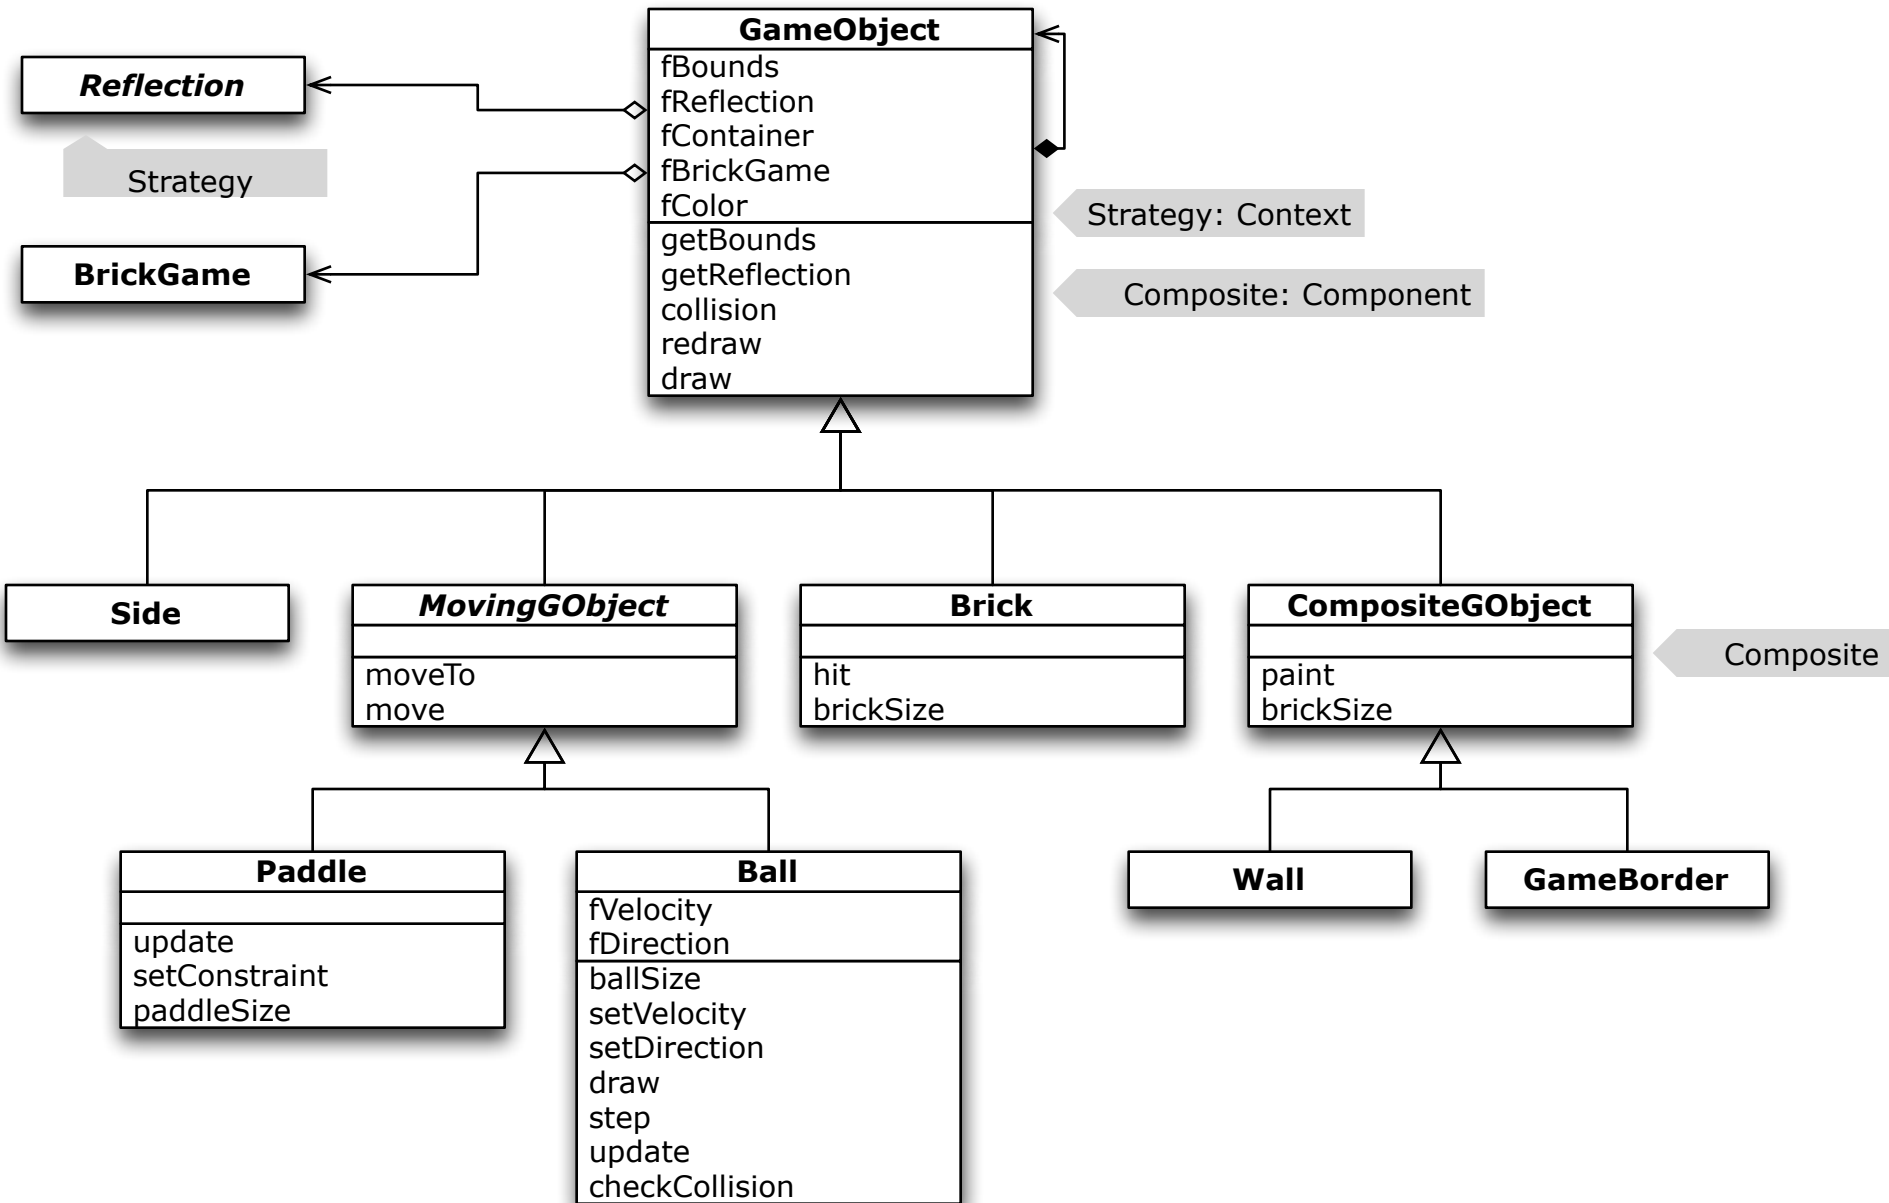 GameObject
fBounds
fReflection
fContainer
fBrickGame
fColor
getBounds
getReflection
collision
redraw
draw
Reflection
Strategy
BrickGame
Strategy: Context
Composite: Component
Side
MovingGObject
moveTo
move
Brick
hit
brickSize
CompositeGObject
paint
brickSize
Composite
Paddle
update
setConstraint
paddleSize
Ball
fVelocity
fDirection
ballSize
setVelocity
setDirection
draw
step
update
checkCollision
Wall
GameBorder